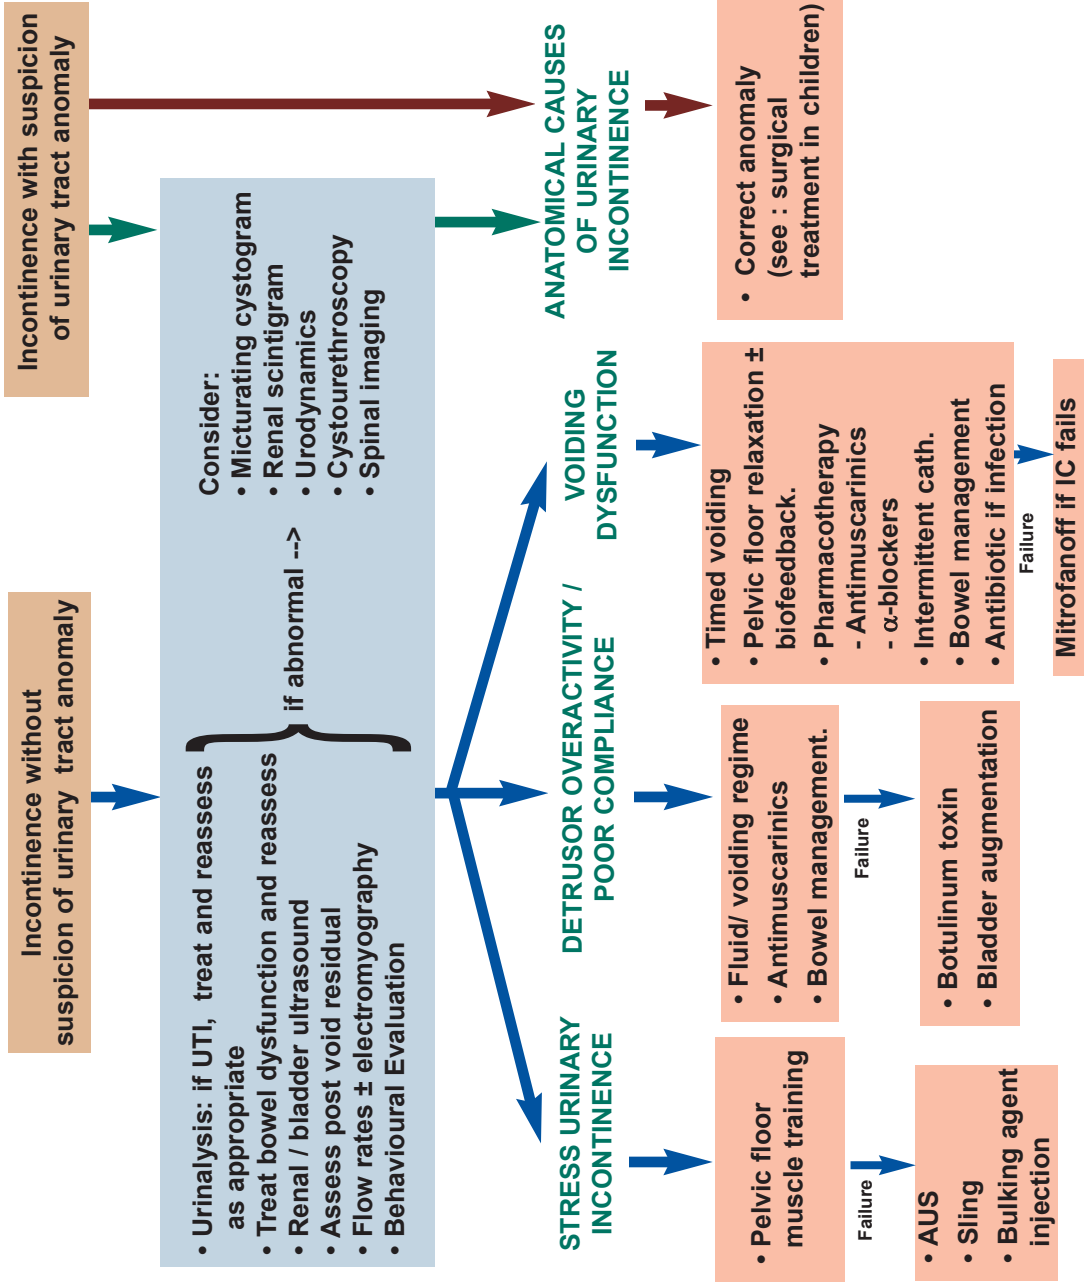 Incontinence without
suspicion of urinary  tract anomaly
Incontinence with suspicion
of urinary tract anomaly
• Urinalysis: if UTI,  treat and reassess
as appropriate
• Treat bowel dysfunction and reassess
• Renal / bladder ultrasound
• Assess post void residual
• Flow rates ± electromyography
• Behavioural Evaluation
if abnormal -->
Consider:
• Micturating cystogram
• Renal scintigram
• Urodynamics
• Cystourethroscopy
• Spinal imaging
STRESS URINARY
INCONTINENCE
DETRUSOR OVERACTIVITY /
POOR COMPLIANCE
VOIDING
DYSFUNCTION
ANATOMICAL CAUSES
OF URINARY
INCONTINENCE
• Pelvic floor
muscle training
Failure
• AUS
• Sling
• Bulking agent
injection
• Fluid/ voiding regime
• Antimuscarinics
• Bowel management.
Failure
• Botulinum toxin
• Bladder augmentation
• Timed voiding
• Pelvic floor relaxation ±
biofeedback.
• Pharmacotherapy
- Antimuscarinics
- α-blockers
• Intermittent cath.
• Bowel management
• Antibiotic if infection
Failure
Mitrofanoff if IC fails
• Correct anomaly
(see : surgical
treatment in children)